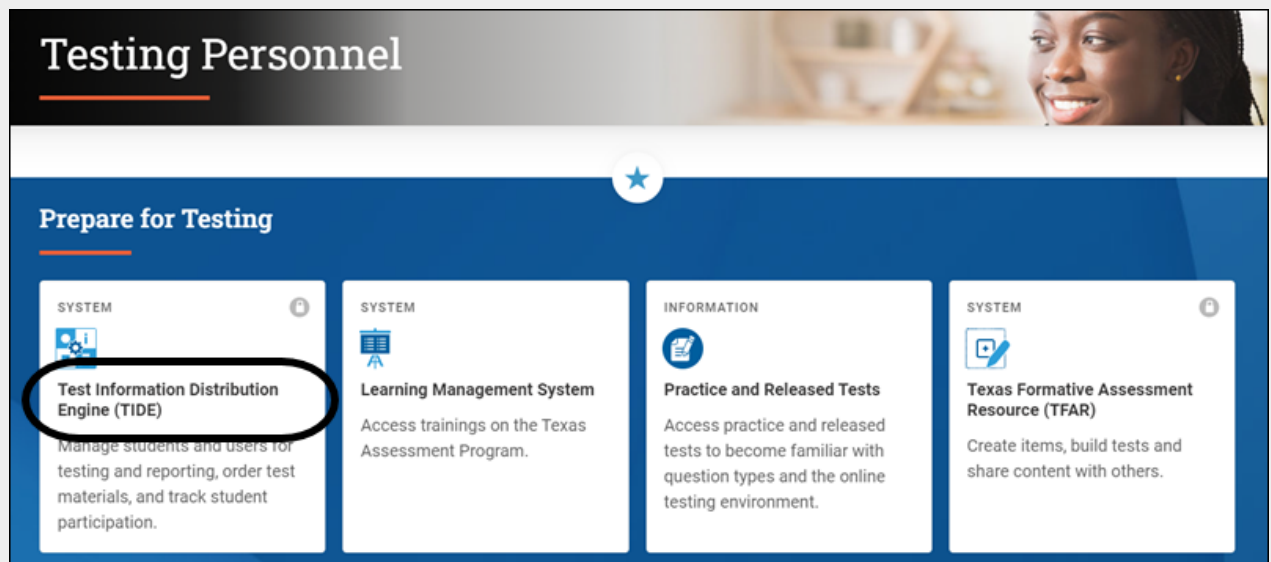 Testing Personnel
Prepare for Testing
SYSTEM
Test Information Distribution
Engine (TIDE)
Manage students and users for
testing and reporting, order test
materials, and track student
participation.
SYSTEM
Learning Management System
Access trainings on the Texas
Assessment Program.
INFORMATION
Practice and Released Tests
Access practice and released
tests to become familiar with
question types and the online
testing environment.
SYSTEM
Texas Formative Assessment
Resource (TFAR)
Create items, build tests and
share content with others.